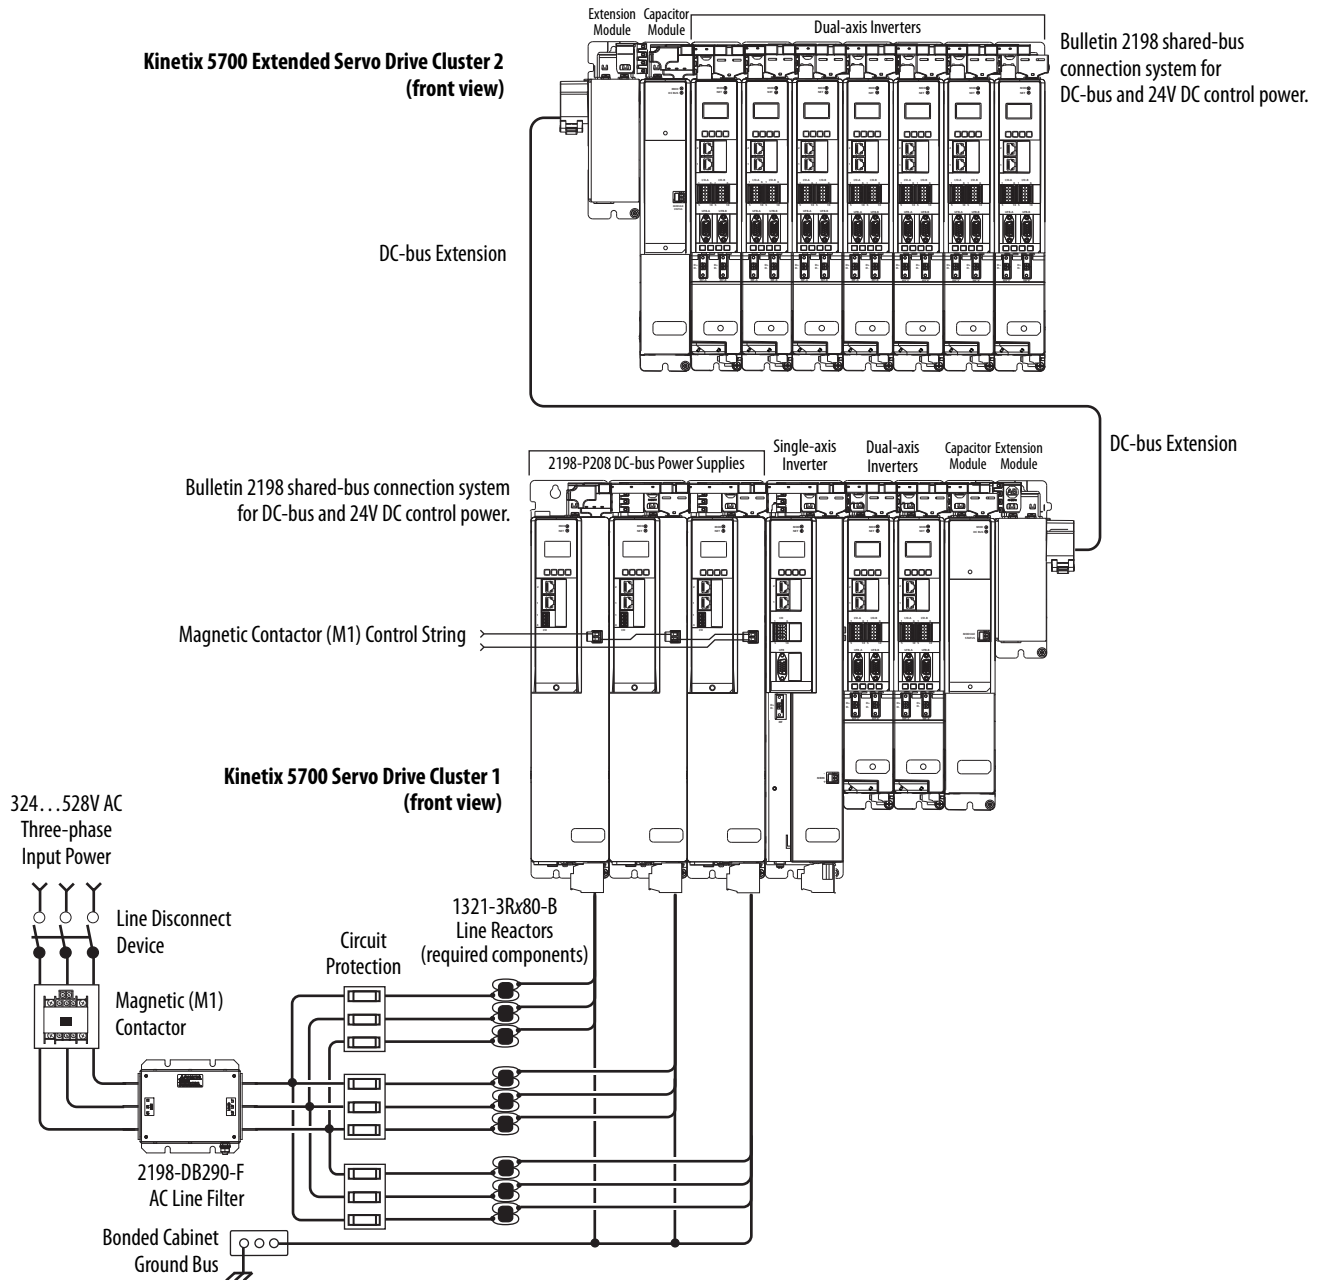 Extension Module
Capacitor Module
Dual-axis Inverters
Kinetix 5700 Extended Servo Drive Cluster 2
(front view)
Bulletin 2198 shared-bus
connection system for
DC-bus and 24V DC control power.
DC-bus Extension
DC-bus Extension
2198-P208 DC-bus Power Supplies
Single-axis
Inverter
Dual-axis
Inverters
Capacitor
Module
Extension
Module
Bulletin 2198 shared-bus connection system
for DC-bus and 24V DC control power.
Magnetic Contactor (M1) Control String
Kinetix 5700 Servo Drive Cluster 1
(front view)
324…528V AC
Three-phase
Input Power
Line Disconnect
Device
Magnetic (M1)
Contactor
Circuit
Protection
1321-3Rx80-B
Line Reactors
(required components)
2198-DB290-F
AC Line Filter
Bonded Cabinet
Ground Bus